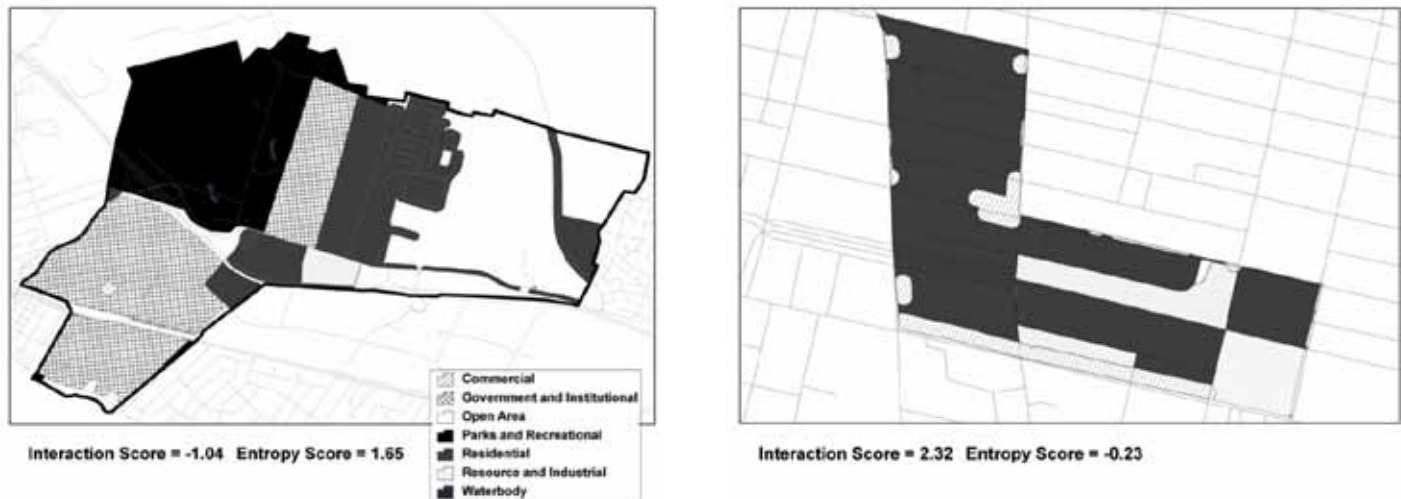 Commercial
Government and Institutional
Open Area
Parks and Recreational
Residential
Resource and Industrial
Waterbody
Interaction Score = -1.04 Entropy Score = 1.65
Interaction Score = 2.32 Entropy Score = -0.23